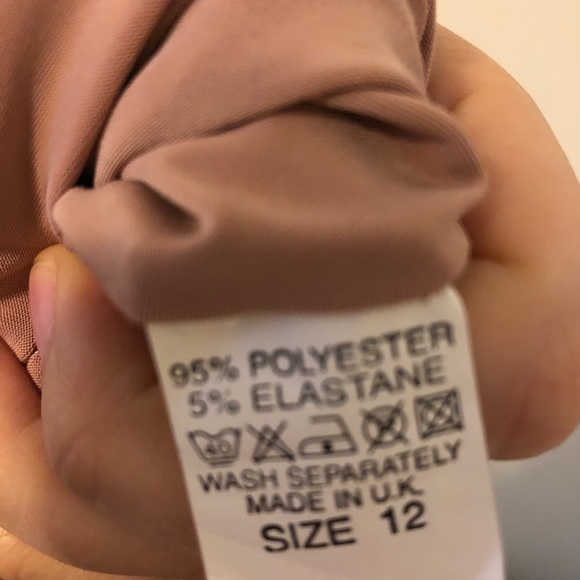 95% POLYESTER
5% ELASTANE
40
WASH SEPARATELY
MADE IN U.K.
SIZE 12